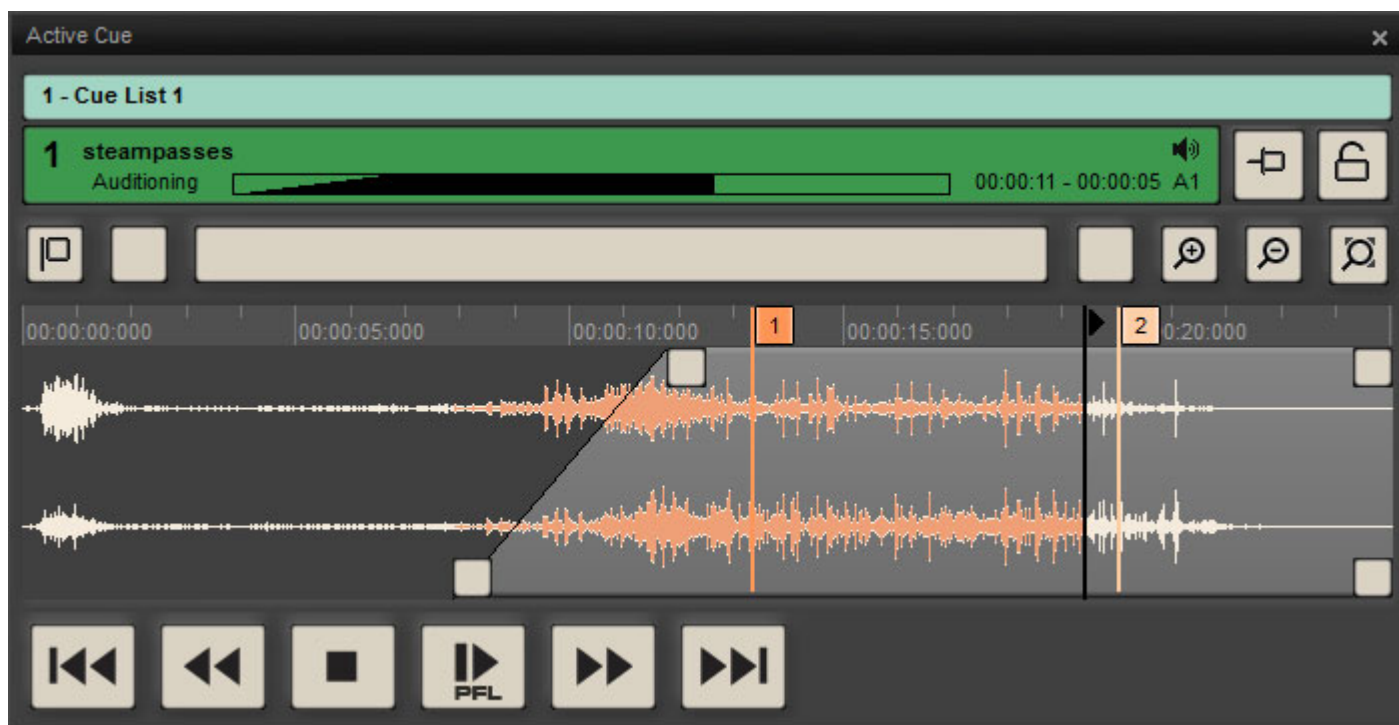 Active Cue
1 - Cue List 1
1 steampasses
Auditioning 00:00:11 - 00:00:05 A1
00:00:00:000 00:00:05:000 00:00:10:000 1 00:00:15:000 2 0:20:000
PFL